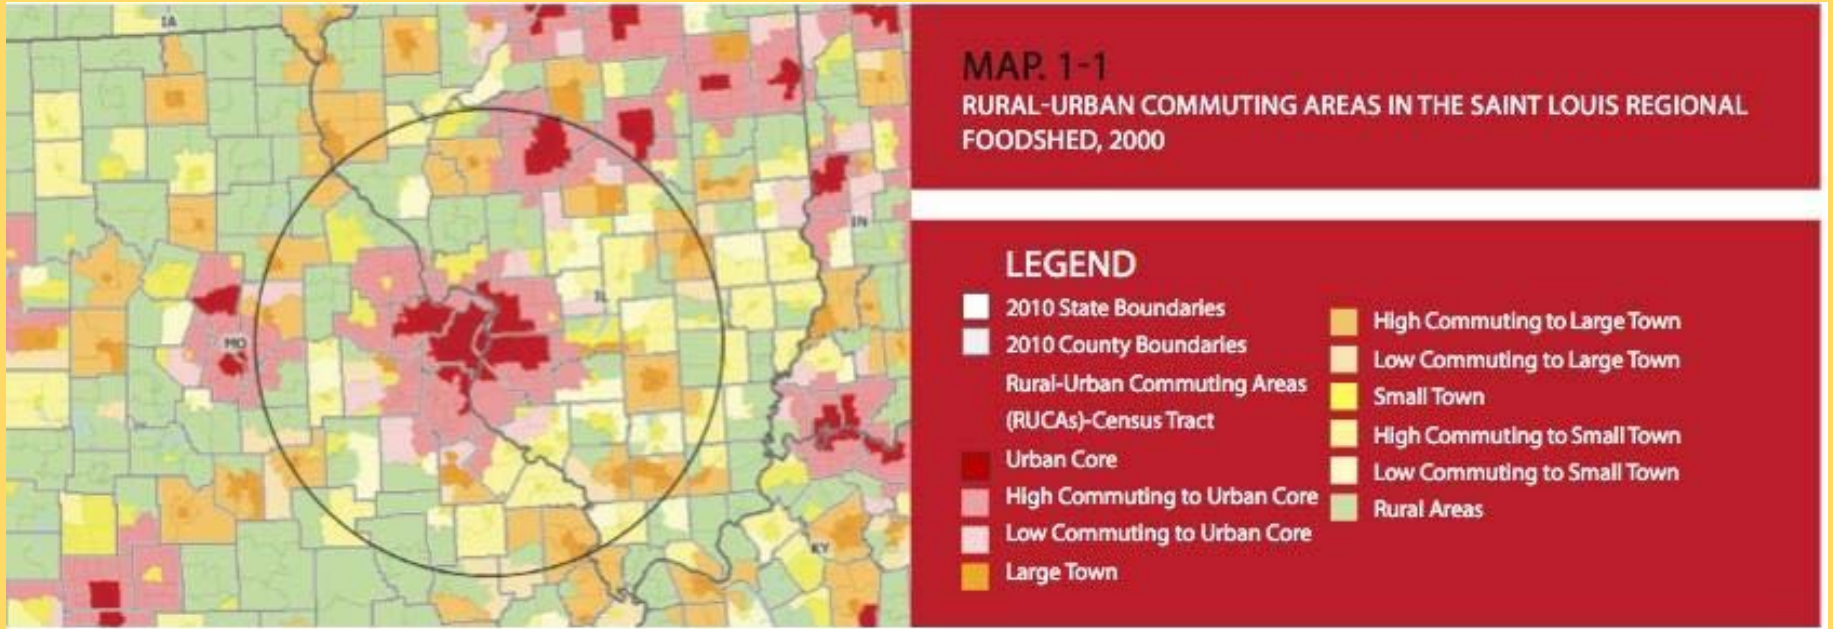 IA
MO
IL
IN
KY
MAP. 1-1
RURAL-URBAN COMMUTING AREAS IN THE SAINT LOUIS REGIONAL
FOODSHED, 2000
LEGEND
2010 State Boundaries
2010 County Boundaries
Rural-Urban Commuting Areas
(RUCAs)-Census Tract
Urban Core
High Commuting to Urban Core
Low Commuting to Urban Core
Large Town
High Commuting to Large Town
Low Commuting to Large Town
Small Town
High Commuting to Small Town
Low Commuting to Small Town
Rural Areas